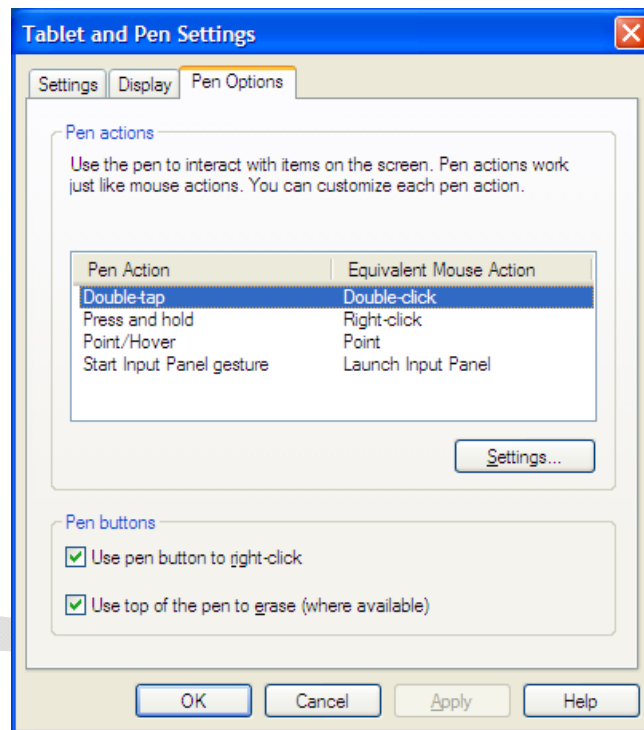 Tablet and Pen Settings
Settings Display Pen Options
Pen actions
Use the pen to interact with items on the screen. Pen actions work
just like mouse actions. You can customize each pen action.
Pen Action Equivalent Mouse Action
Double-tap Double-click
Press and hold Right-click
Point/Hover Point
Start Input Panel gesture Launch Input Panel
Settings...
Pen buttons
Use pen button to right-click
Use top of the pen to erase (where available)
OK Cancel Apply Help